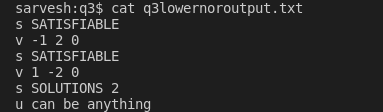 sarvesh:q3$ cat q3lowernoroutput.txt
s SATISFIABLE
v -1 2 0
s SATISFIABLE
v 1 -2 0
s SOLUTIONS 2
u can be anything